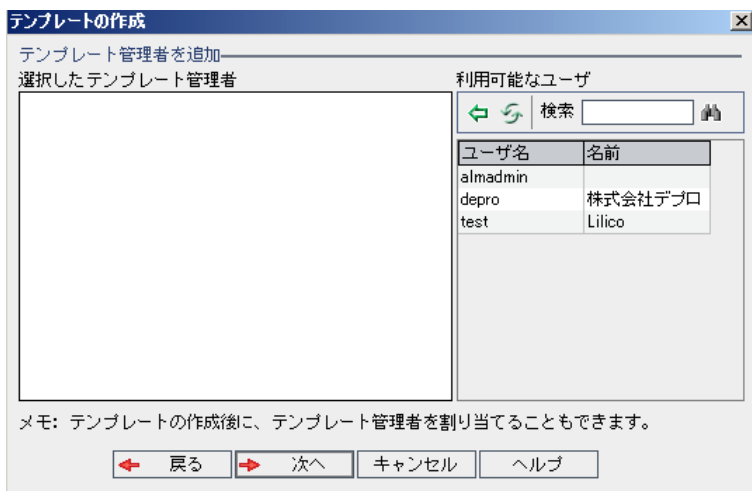 テンプレートの作成
テンプレート管理者を追加
選択したテンプレート管理者
利用可能なユーザ
検索
ユーザ名 名前
almadmin
depro 株式会社デプロ
test Lilico
メモ: テンプレートの作成後に、テンプレート管理者を割り当てることもできます。
戻る 次へ キャンセル ヘルプ